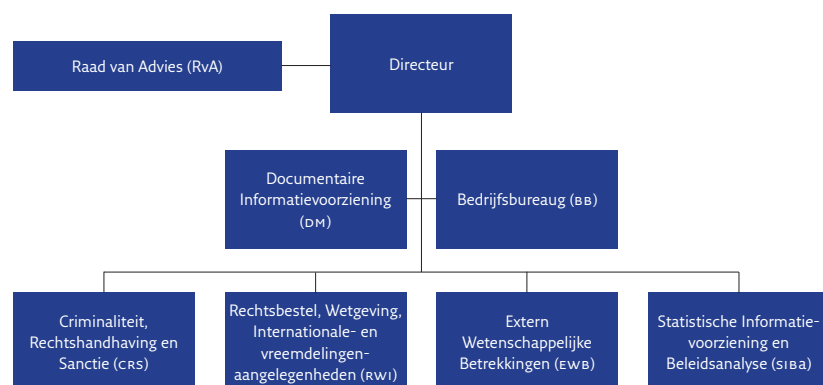 Raad van Advies (RvA)
Directeur
Documentaire
Informatievoorziening
(DM)
Bedrijfsbureaug (BB)
Criminaliteit,
Rechtshandhaving en
Sanctie (CRS)
Rechtsbestel, Wetgeving,
Internationale- en
vreemdelingen-
aangelegenheden (RWI)
Extern
Wetenschappelijke
Betrekkingen (EWB)
Statistische Informatie-
voorziening en
Beleidsanalyse (SIBa)